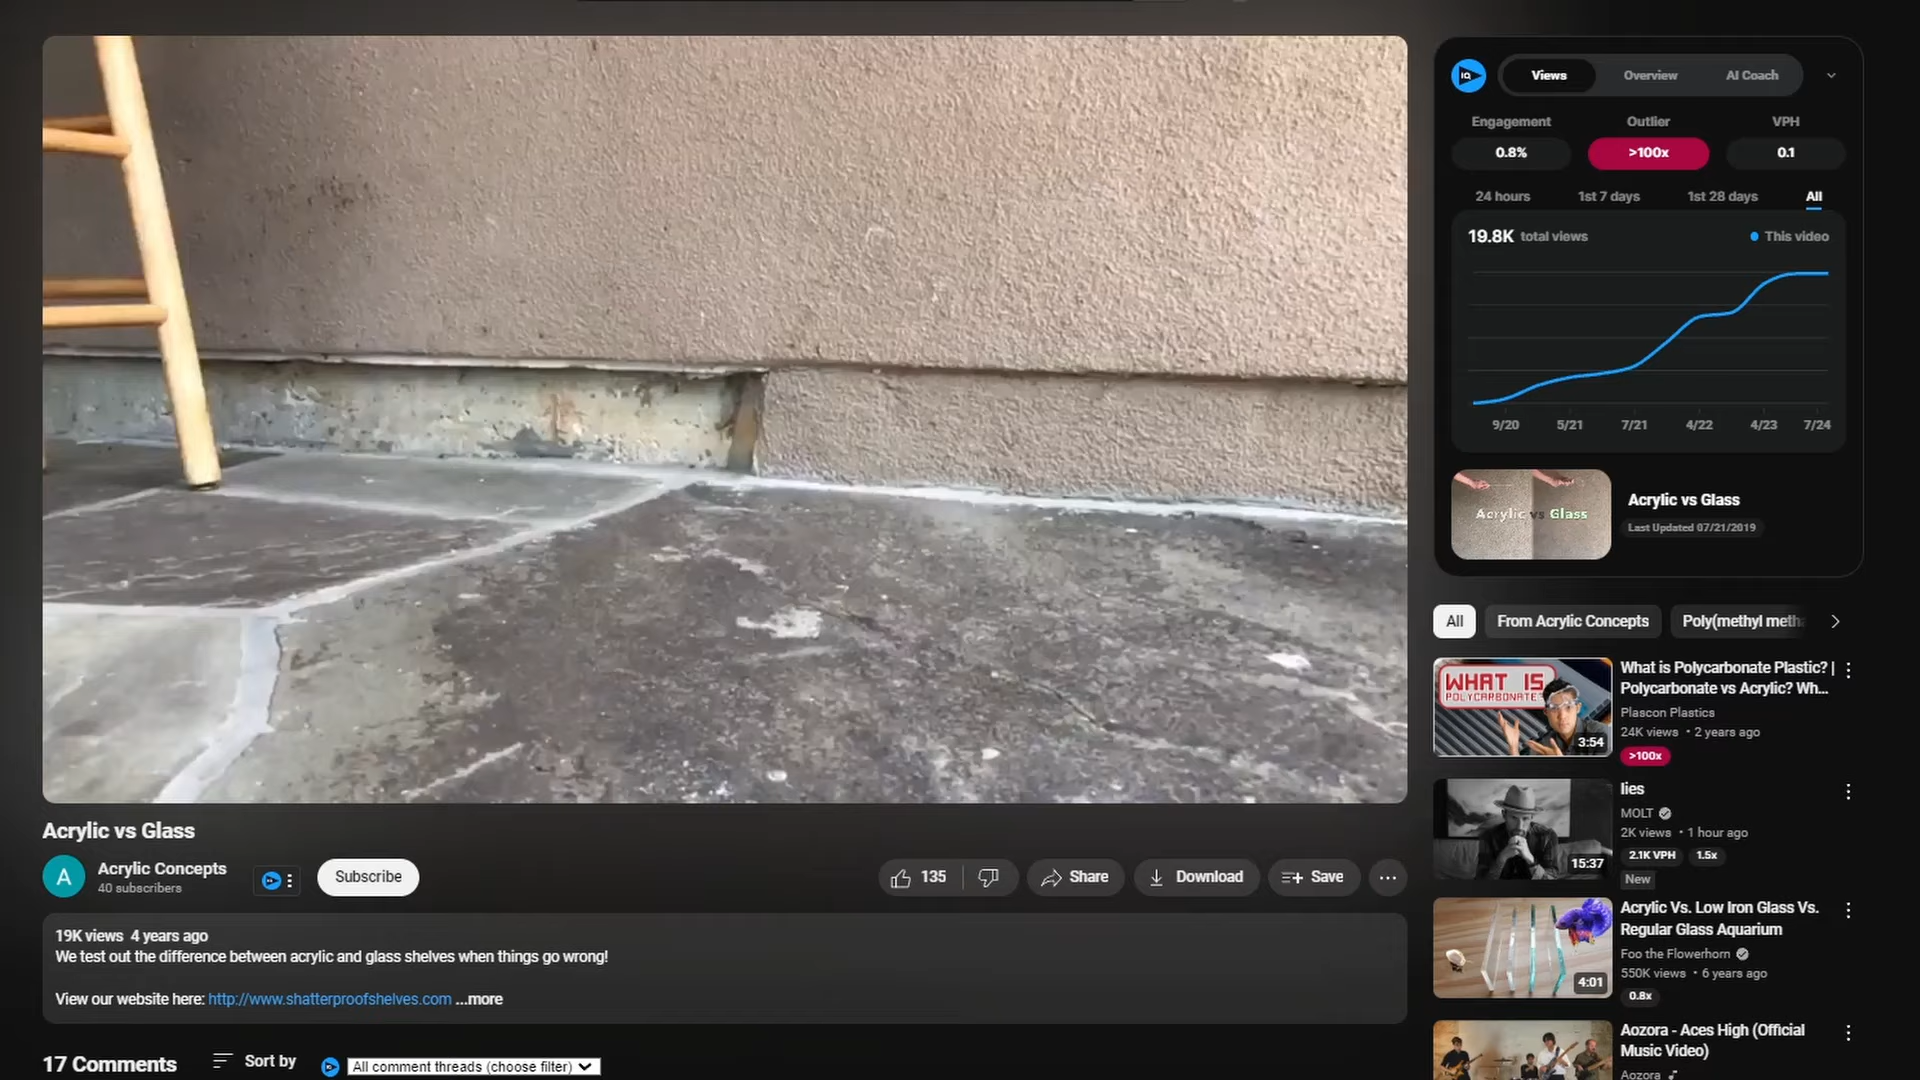 Acrylic vs Glass
A
Acrylic Concepts
40 subscribers
Subscribe
135
Share
Download
Save
19K views 4 years ago
We test out the difference between acrylic and glass shelves when things go wrong!
View our website here: http://www.shatterproofshelves.com ...more
17 Comments
Sort by
All comment threads (choose filter)
IQ
Views
Overview
AI Coach
Engagement
Outlier
VPH
0.8%
>100x
0.1
24 hours
1st 7 days
1st 28 days
All
19.8K total views
This video
9/20
5/21
7/21
4/22
4/23
7/24
Acrylic vs Glass
Acrylic vs Glass
Last Updated 07/21/2019
All
From Acrylic Concepts
Poly(methyl meth
WHAT IS
POLYCARBONATE?
3:54
What is Polycarbonate Plastic? |
Polycarbonate vs Acrylic? Wh...
Plascon Plastics
24K views • 2 years ago
>100x
15:37
lies
MOLT
2K views • 1 hour ago
2.1K VPH
1.5x
New
4:01
Acrylic Vs. Low Iron Glass Vs.
Regular Glass Aquarium
Foo the Flowerhorn
550K views • 6 years ago
0.8x
Aozora - Aces High (Official
Music Video)
Aozora